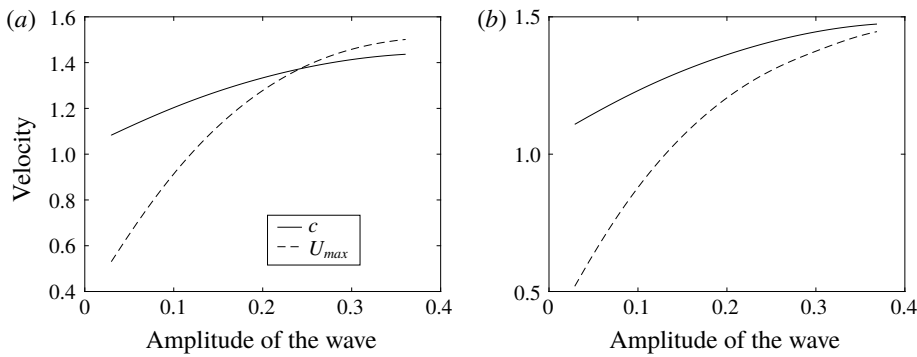 (a)
1.6
1.4
1.2
1.0
0.8
0.6
0.4
Velocity
c
U_max
0 0.1 0.2 0.3 0.4
Amplitude of the wave
(b)
1.5
1.0
0.5
0 0.1 0.2 0.3 0.4
Amplitude of the wave